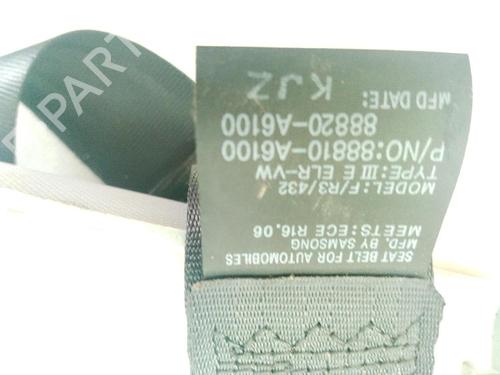 SEAT BELT FOR AUTOMOBILES
MFD. BY SAMSONG
MEETS:ECE R16.06
MODEL:F/R3/432
TYPE:III E ELR-VW
P/NO:88810-A6100
88820-A6100
MFD DATE:
KJZ
PART